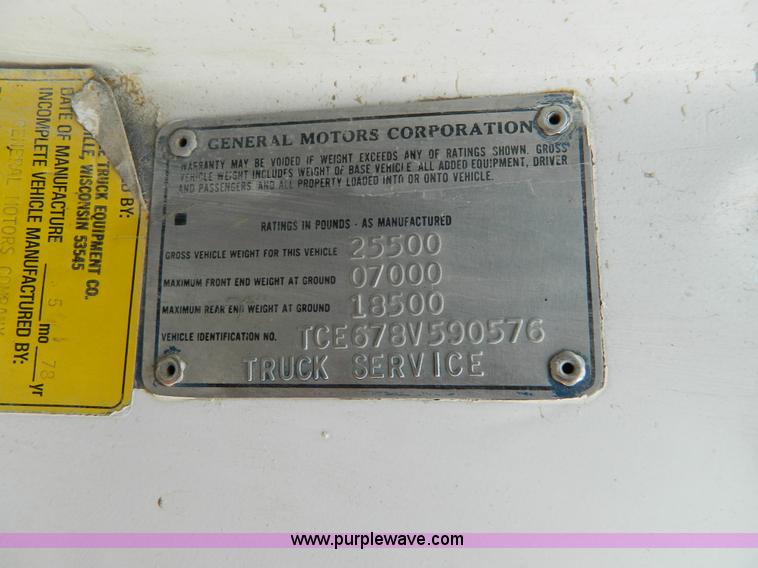 GENERAL MOTORS CORPORATION
WARRANTY MAY BE VOIDED IF WEIGHT EXCEEDS ANY OF RATINGS SHOWN. GROSS
VEHICLE WEIGHT INCLUDES WEIGHT OF BASE VEHICLE, ALL ADDED EQUIPMENT, DRIVER
AND PASSENGERS, AND ALL PROPERTY LOADED INTO OR ONTO VEHICLE.
RATINGS IN POUNDS - AS MANUFACTURED
GROSS VEHICLE WEIGHT FOR THIS VEHICLE 25500
MAXIMUM FRONT END WEIGHT AT GROUND 07000
MAXIMUM REAR END WEIGHT AT GROUND 18500
VEHICLE IDENTIFICATION NO. TCE678V590576
TRUCK SERVICE
BY:
TRUCK EQUIPMENT CO.
WISCONSIN 53545
DATE OF MANUFACTURE 5 mo 78 yr
INCOMPLETE VEHICLE MANUFACTURED BY:
GENERAL MOTORS COMPANY
www.purplewave.com